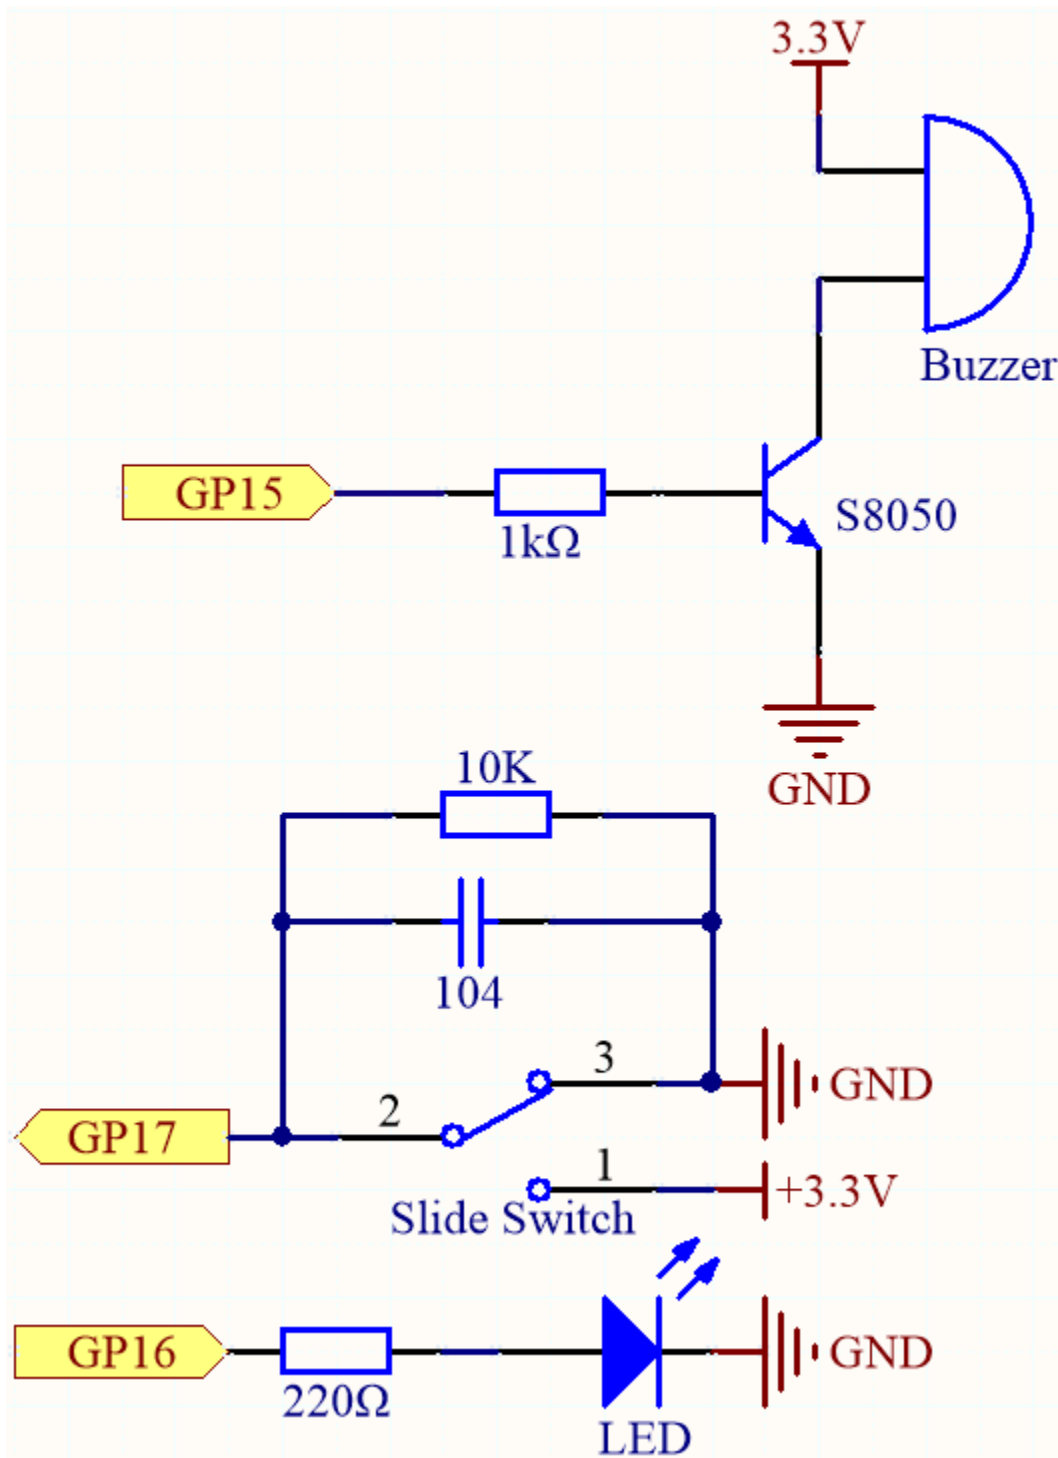 3.3V
Buzzer
GP15
1kΩ
S8050
GND
10K
104
3
GND
2
GP17
1
+3.3V
Slide Switch
GP16
220Ω
LED
GND